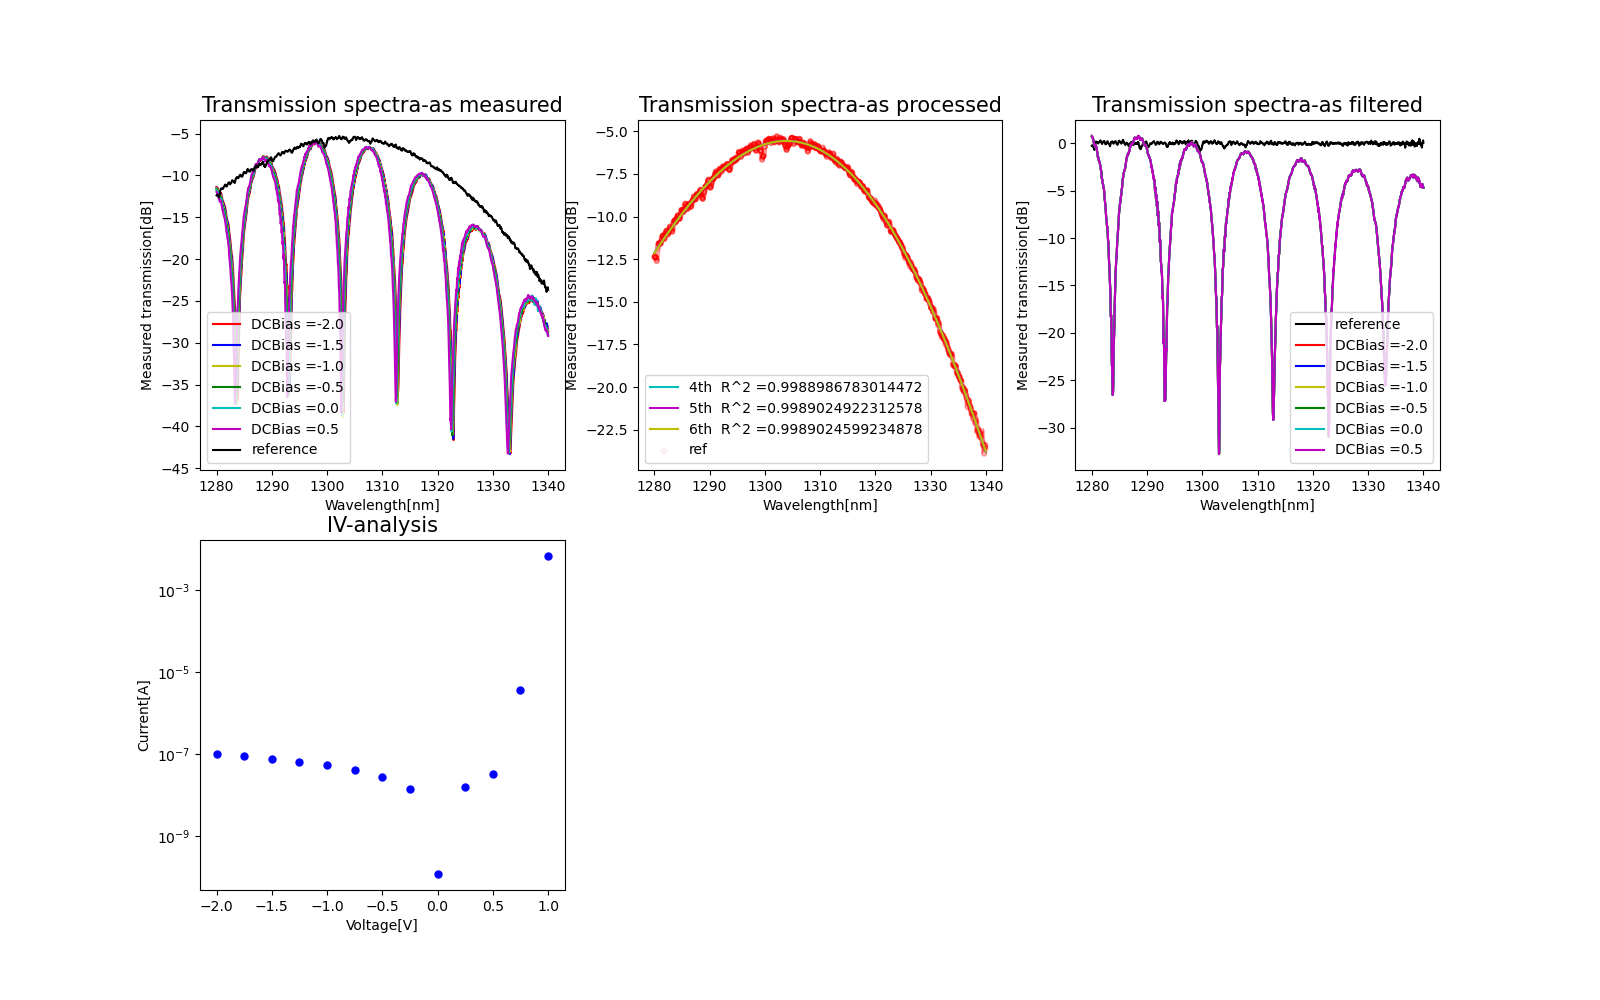 Transmission spectra-as measured
Measured transmission[dB]
−5
−10
−15
−20
−25
−30
−35
−40
−45
DCBias =-2.0
DCBias =-1.5
DCBias =-1.0
DCBias =-0.5
DCBias =0.0
DCBias =0.5
reference
1280 1290 1300 1310 1320 1330 1340
Wavelength[nm]
Transmission spectra-as processed
Measured transmission[dB]
−5.0
−7.5
−10.0
−12.5
−15.0
−17.5
−20.0
−22.5
4th R^2 =0.9988986783014472
5th R^2 =0.9989024922312578
6th R^2 =0.9989024599234878
ref
1280 1290 1300 1310 1320 1330 1340
Wavelength[nm]
Transmission spectra-as filtered
Measured transmission[dB]
0
−5
−10
−15
−20
−25
−30
reference
DCBias =-2.0
DCBias =-1.5
DCBias =-1.0
DCBias =-0.5
DCBias =0.0
DCBias =0.5
1280 1290 1300 1310 1320 1330 1340
Wavelength[nm]
IV-analysis
Current[A]
10⁻³
10⁻⁵
10⁻⁷
10⁻⁹
−2.0 −1.5 −1.0 −0.5 0.0 0.5 1.0
Voltage[V]